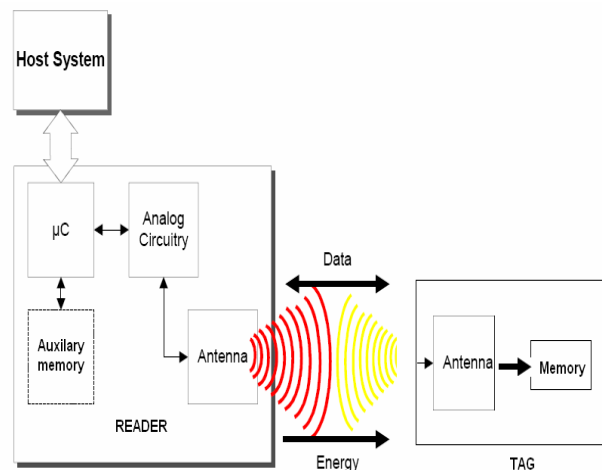 Host System
µC
Analog
Circuitry
Auxilary
memory
Antenna
READER
Data
Energy
Antenna
Memory
TAG